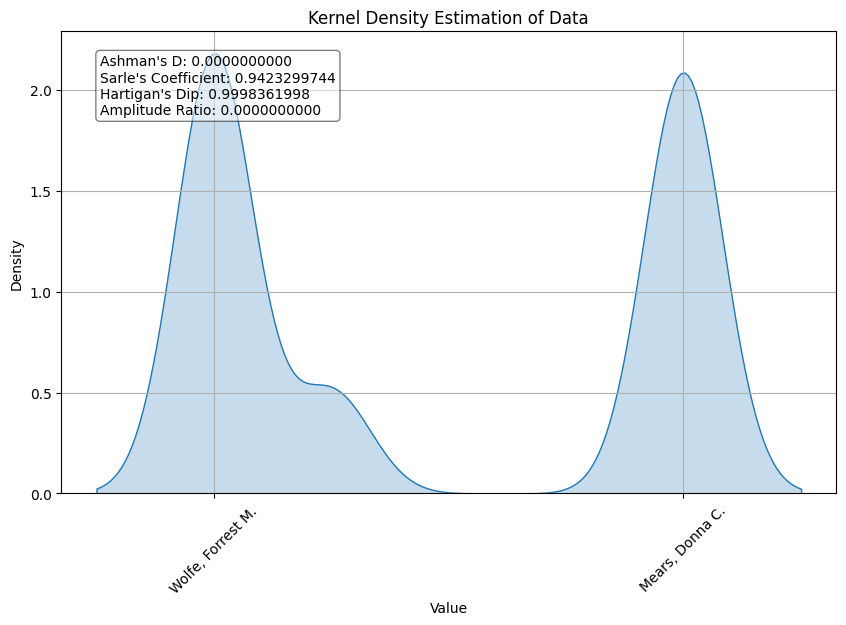 Kernel Density Estimation of Data
Ashman's D: 0.0000000000
Sarle's Coefficient: 0.9423299744
Hartigan's Dip: 0.9998361998
Amplitude Ratio: 0.0000000000
2.0
1.5
1.0
0.5
0.0
Density
Wolfe, Forrest M.
Mears, Donna C.
Value